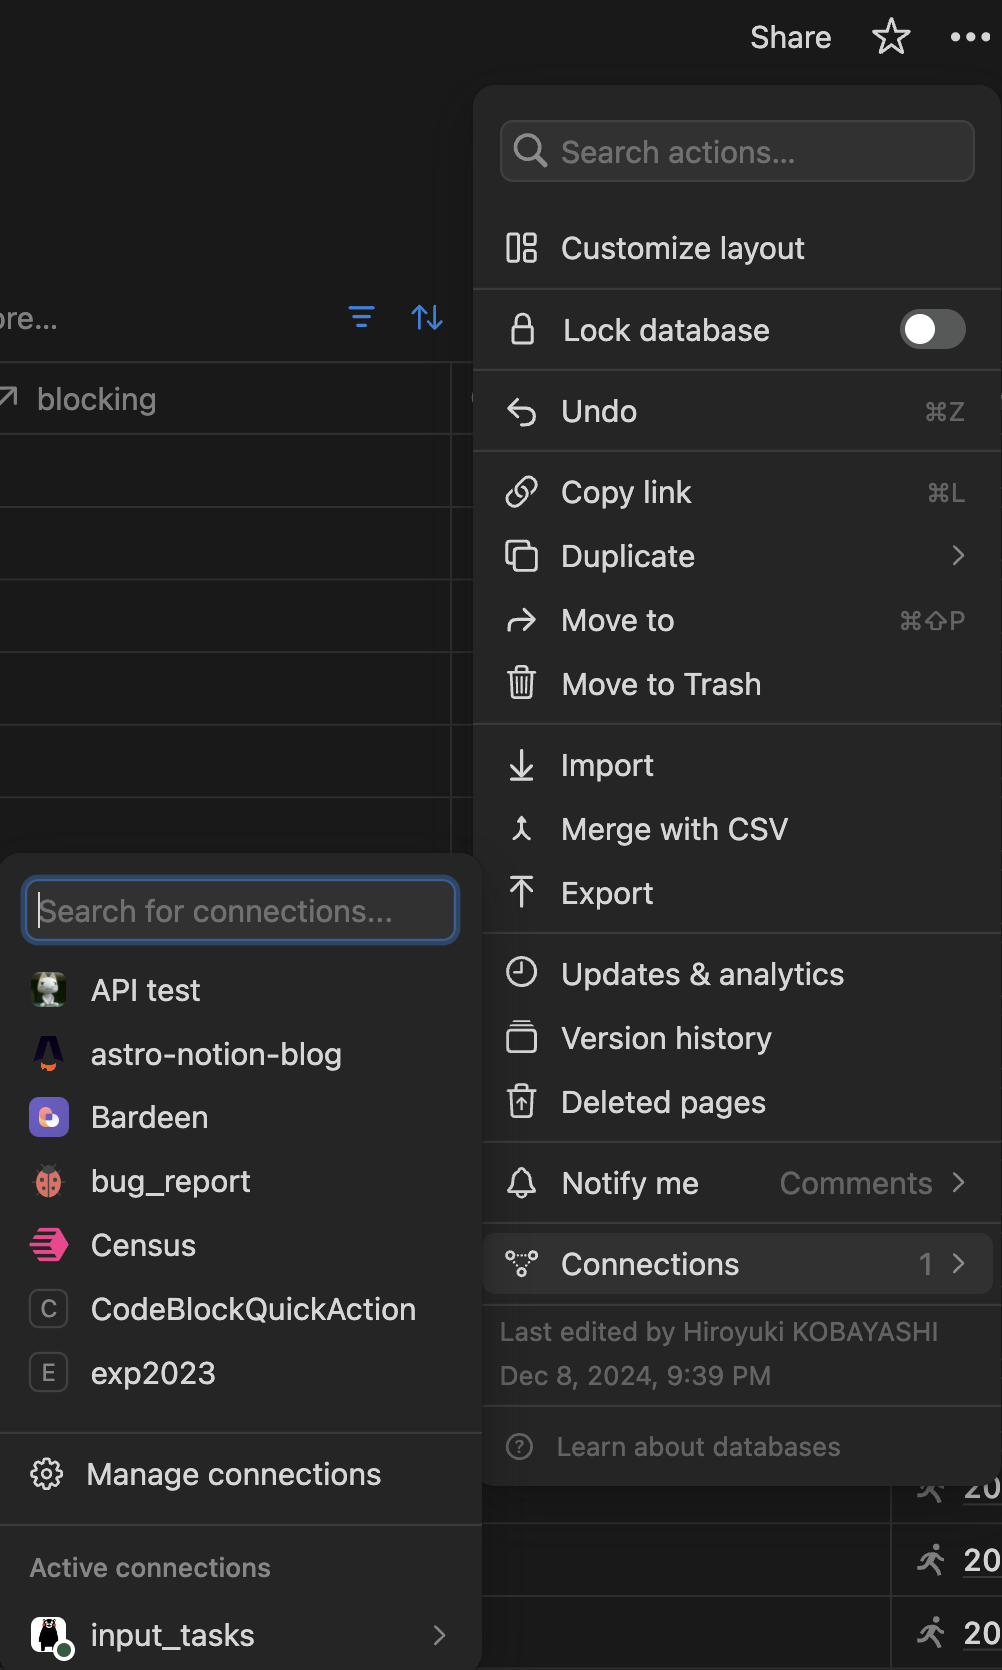 Share
Search actions...
Customize layout
ore...
Lock database
blocking
Undo ⌘Z
Copy link ⌘L
Duplicate
Move to ⌘⇧P
Move to Trash
Import
Merge with CSV
Export
Updates & analytics
Version history
Deleted pages
Notify me Comments
Connections 1
Last edited by Hiroyuki KOBAYASHI
Dec 8, 2024, 9:39 PM
Learn about databases
Search for connections...
API test
astro-notion-blog
Bardeen
bug_report
Census
C CodeBlockQuickAction
E exp2023
Manage connections
Active connections
input_tasks
20
20
20